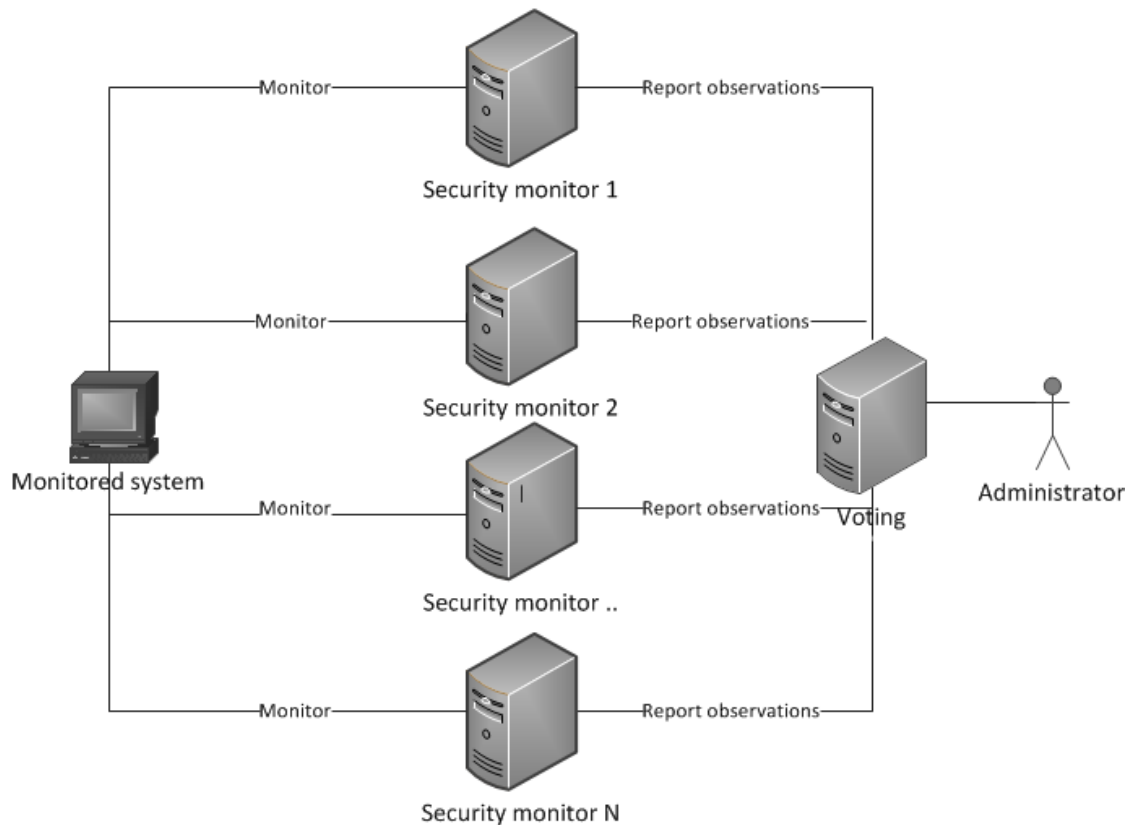 Monitor
Report observations
Security monitor 1
Monitor
Report observations
Security monitor 2
Monitored system
Administrator
Monitor
Report observations
Voting
Security monitor ..
Monitor
Report observations
Security monitor N